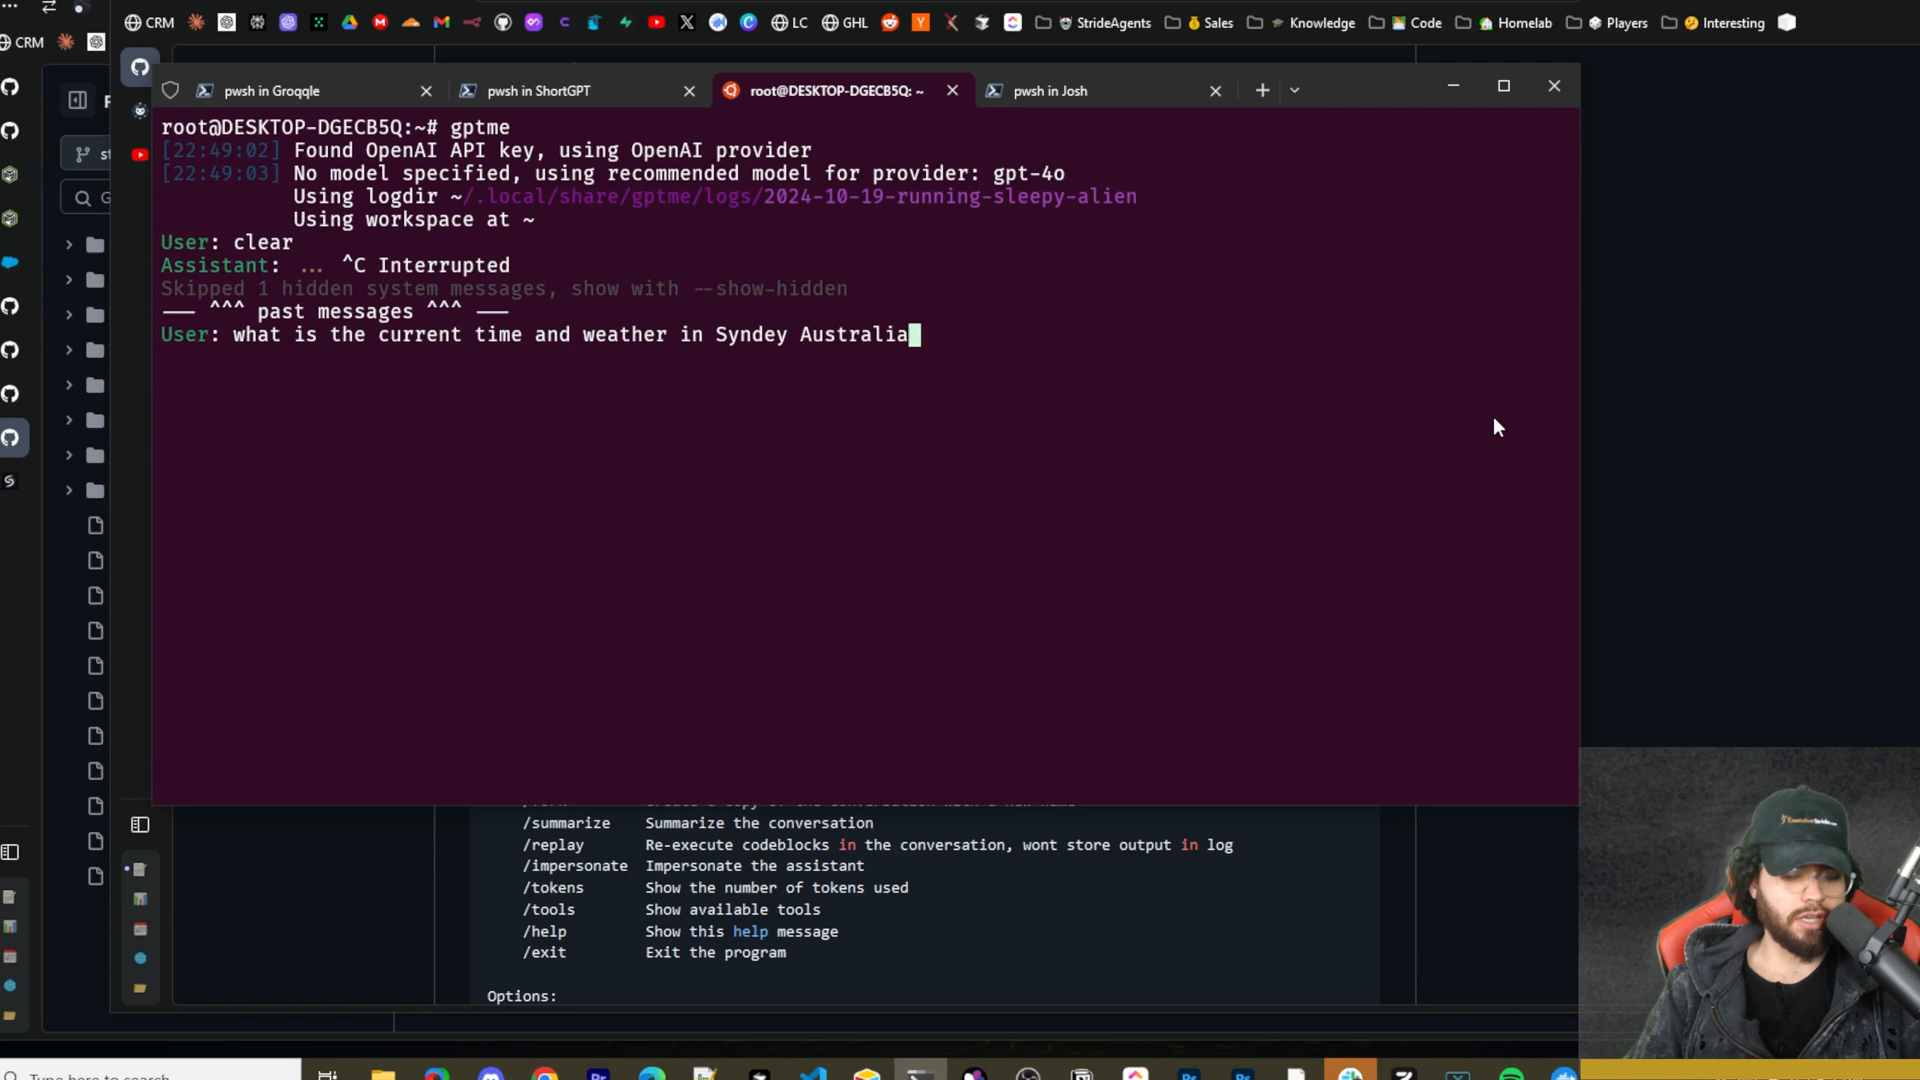 CRM
LC
GHL
StrideAgents
Sales
Knowledge
Code
Homelab
Players
Interesting
CRM
pwsh in Groqqle
pwsh in ShortGPT
root@DESKTOP-DGECB5Q: ~
pwsh in Josh
root@DESKTOP-DGECB5Q:~# gptme
[22:49:02] Found OpenAI API key, using OpenAI provider
[22:49:03] No model specified, using recommended model for provider: gpt-4o
Using logdir ~/.local/share/gptme/logs/2024-10-19-running-sleepy-alien
Using workspace at ~
User: clear
Assistant: ... ^C Interrupted
Skipped 1 hidden system messages, show with --show-hidden
— ^^^ past messages ^^^ —
User: what is the current time and weather in Syndey Australia
/summarize Summarize the conversation
/replay Re-execute codeblocks in the conversation, wont store output in log
/impersonate Impersonate the assistant
/tokens Show the number of tokens used
/tools Show available tools
/help Show this help message
/exit Exit the program
Options:
Type here to search